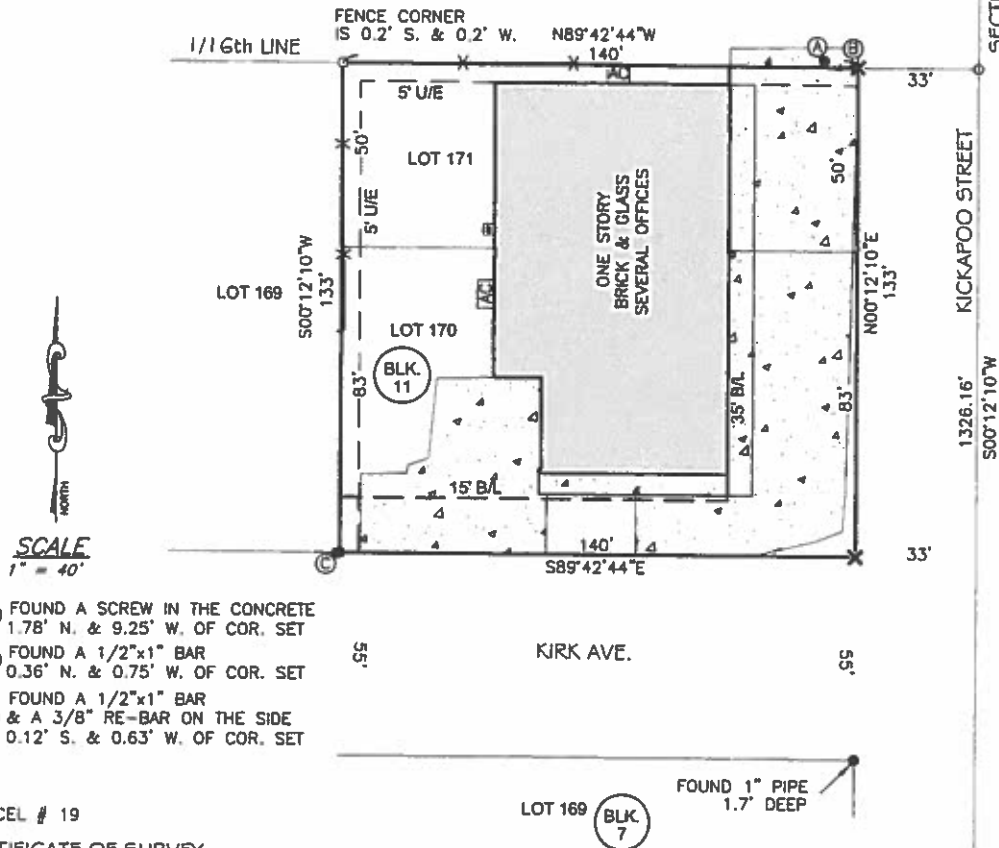 FENCE CORNER
IS 0.2' S. & 0.2' W.
N89°42'44"W
140'
1/16th LINE
A
B
33'
AC
5' U/E
50'
LOT 171
5' U/E
50'
ONE STORY
BRICK & GLASS
SEVERAL OFFICES
KICKAPOO STREET
LOT 169
S00°12'10"W
133'
AC
N00°12'10"E
133'
LOT 170
BLK.
11
83'
35' B/L
83'
1326.16'
S00°12'10"W
15' B/L
NORTH
140'
S89°42'44"E
33'
C
SCALE
1" = 40'
FOUND A SCREW IN THE CONCRETE
1.78' N. & 9.25' W. OF COR. SET
FOUND A 1/2"x1" BAR
0.36' N. & 0.75' W. OF COR. SET
FOUND A 1/2"x1" BAR
& A 3/8" RE-BAR ON THE SIDE
0.12' S. & 0.63' W. OF COR. SET
55'
KIRK AVE.
55'
FOUND 1" PIPE
1.7' DEEP
LOT 169
BLK.
7
CEL # 19